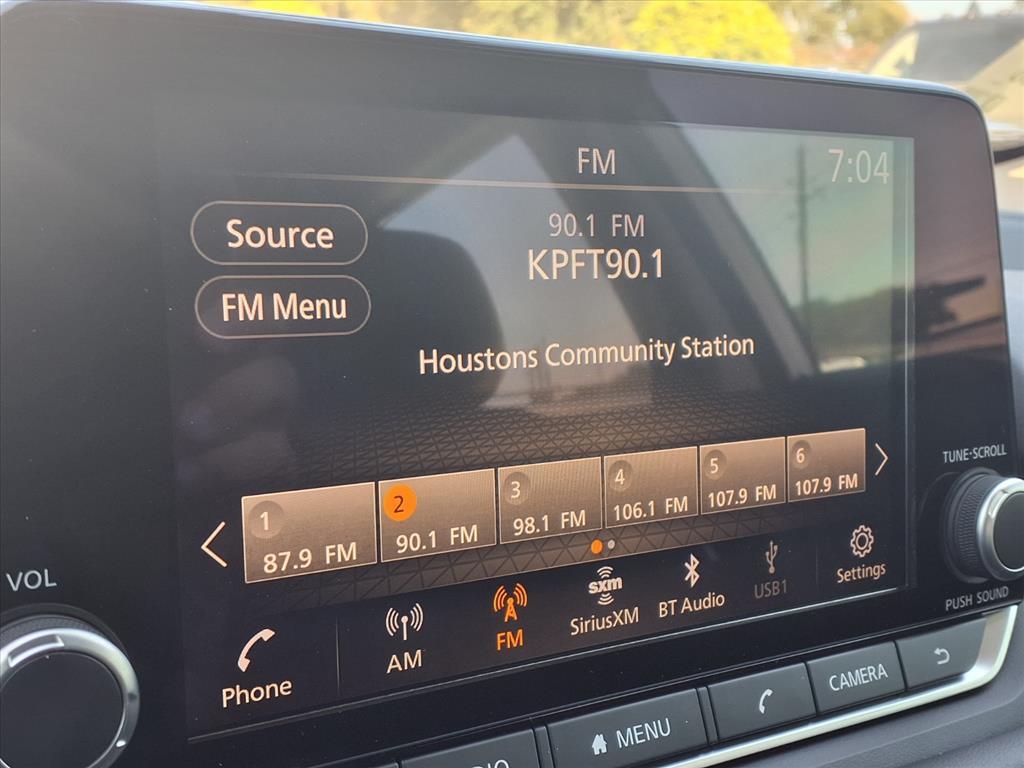 FM
7:04
Source
90.1 FM
KPFT90.1
FM Menu
Houstons Community Station
1
87.9 FM
2
90.1 FM
3
98.1 FM
4
106.1 FM
5
107.9 FM
6
107.9 FM
TUNE·SCROLL
PUSH SOUND
VOL
Phone
AM
FM
sxm
SiriusXM
BT Audio
USB1
Settings
MENU
CAMERA